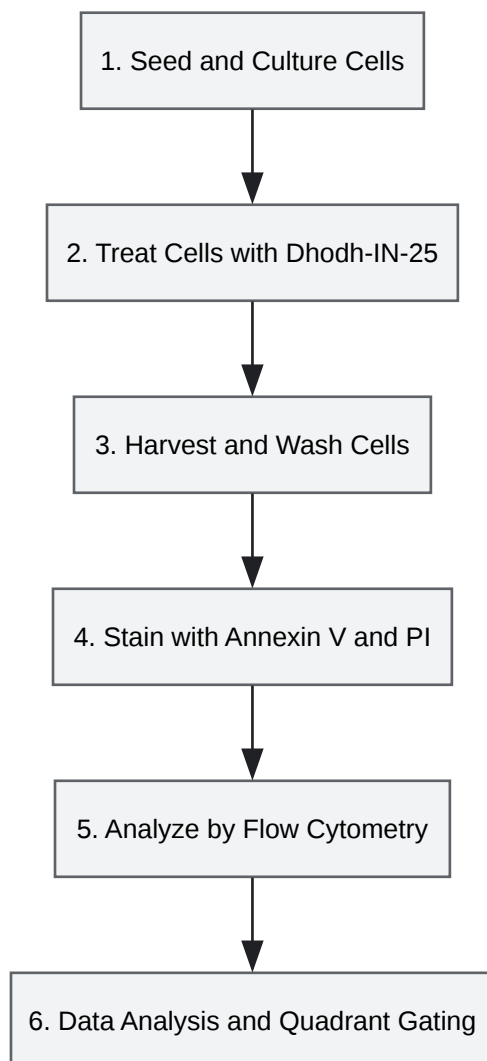 1. Seed and Culture Cells
2. Treat Cells with Dhodh-IN-25
3. Harvest and Wash Cells
4. Stain with Annexin V and PI
5. Analyze by Flow Cytometry
6. Data Analysis and Quadrant Gating